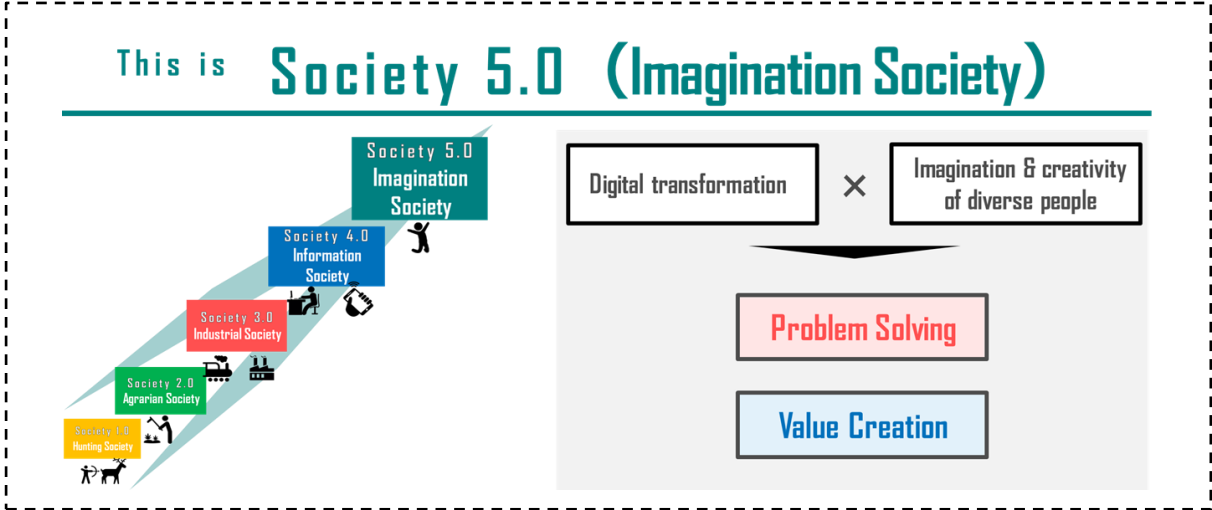 This is Society 5.0 (Imagination Society)
Society 5.0
Imagination
Society
Society 4.0
Information
Society
Society 3.0
Industrial Society
Society 2.0
Agrarian Society
Society 1.0
Hunting Society
Digital transformation
×
Imagination & creativity
of diverse people
Problem Solving
Value Creation